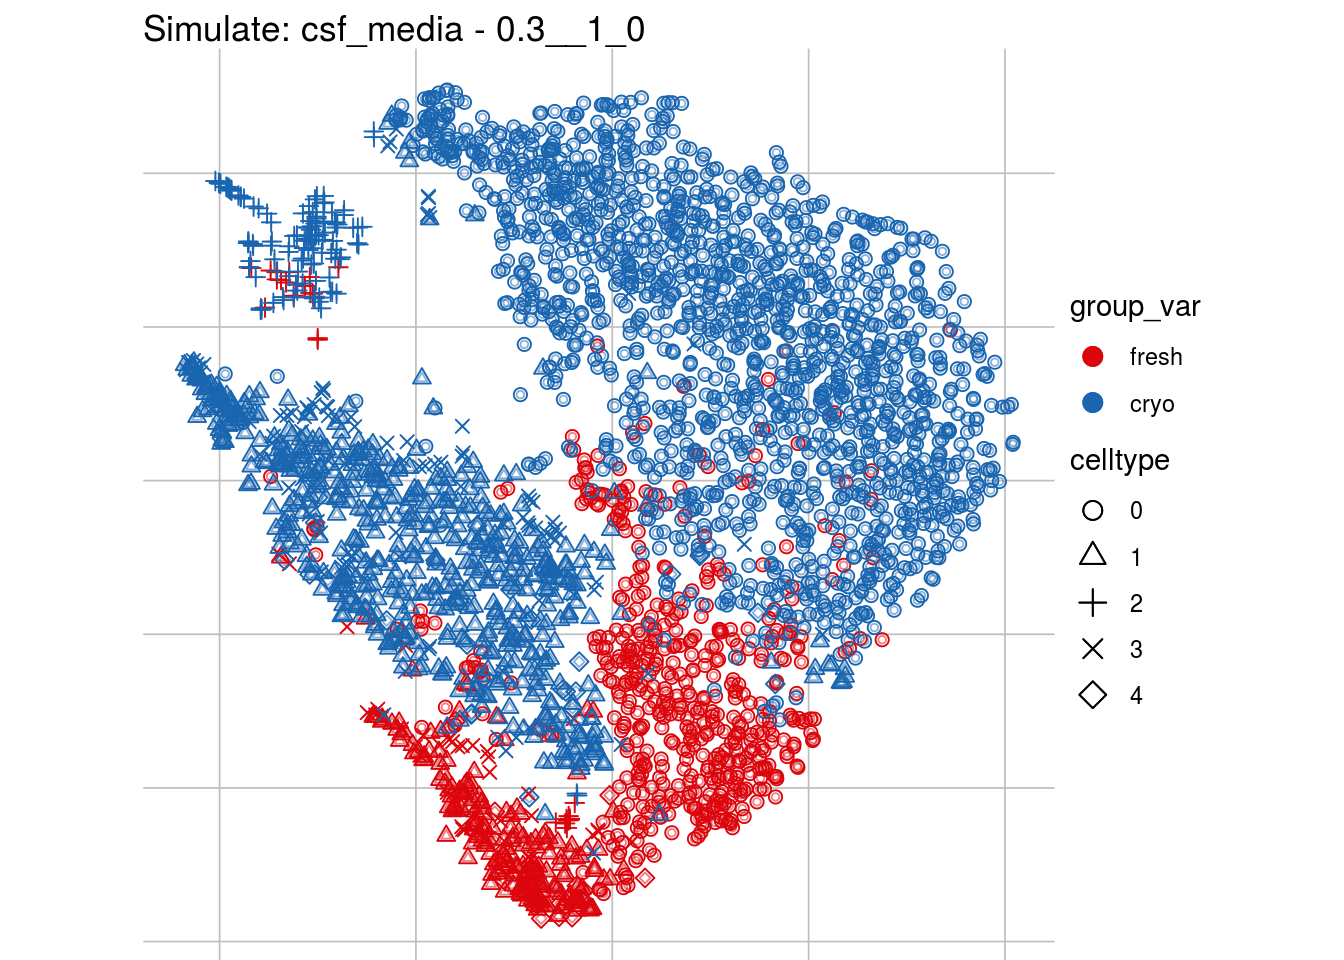 Simulate: csf_media - 0.3__1_0
group_var
fresh
cryo
celltype
0
1
2
3
4